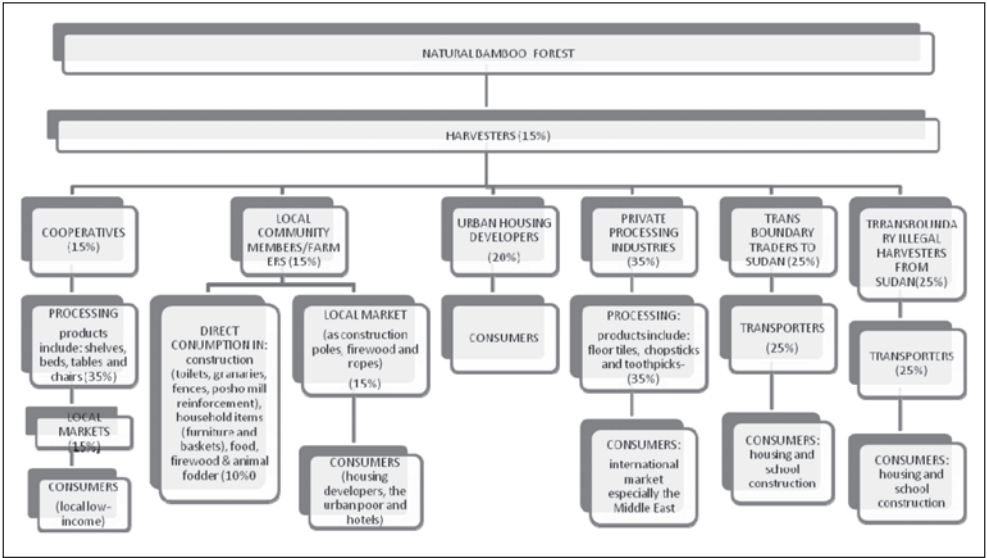 NATURAL BAMBOO FOREST
HARVESTERS (15%)
COOPERATIVES
(15%)
LOCAL
COMMUNITY
MEMBERS/FARM
ERS (15%)
URBAN HOUSING
DEVELOPERS
(20%)
PRIVATE
PROCESSING
INDUSTRIES
(35%)
TRANS
BOUNDARY
TRADERS TO
SUDAN (25%)
TRRANSBOUNDA
RY ILLEGAL
HARVESTERS
FROM
SUDAN(25%)
PROCESSING
products
include: shelves,
beds, tables and
chairs (35%)
DIRECT
CONUMPTION IN:
construction
(toilets, granaries,
fences, posho mill
reinforcement),
household items
(furniture and
baskets), food,
firewood & animal
fodder (10%0
LOCAL MARKET
(as construction
poles, firewood and
ropes)
(15%)
CONSUMERS
PROCESSING:
products include:
floor tiles, chopsticks
and toothpicks-
(35%)
TRANSPORTERS
(25%)
TRANSPORTERS
(25%)
LOCAL
MARKETS
(15%)
CONSUMERS
(local low-
income)
CONSUMERS
(housing
developers, the
urban poor and
hotels)
CONSUMERS:
international
market
especially the
Middle East
CONSUMERS:
housing and
school
construction
CONSUMERS:
housing and
school
construction